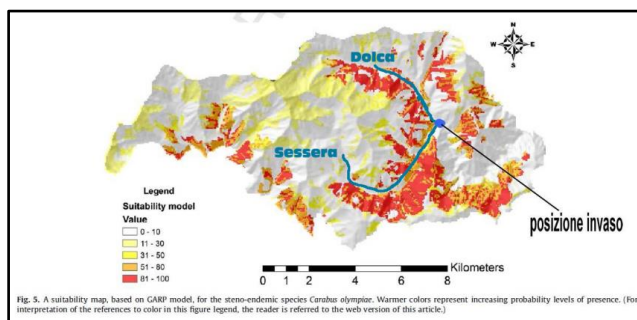 N
W E
S
Dolca
Sessera
posizione invaso
Legend
Suitability model
Value
0 - 10
11 - 30
31 - 50
51 - 80
81 - 100
0 1 2 4 6 8 Kilometers
Fig. 5. A suitability map, based on GARP model, for the steno-endemic species Carabus olympiae. Warmer colors represent increasing probability levels of presence. (For
interpretation of the references to color in this figure legend, the reader is referred to the web version of this article.)